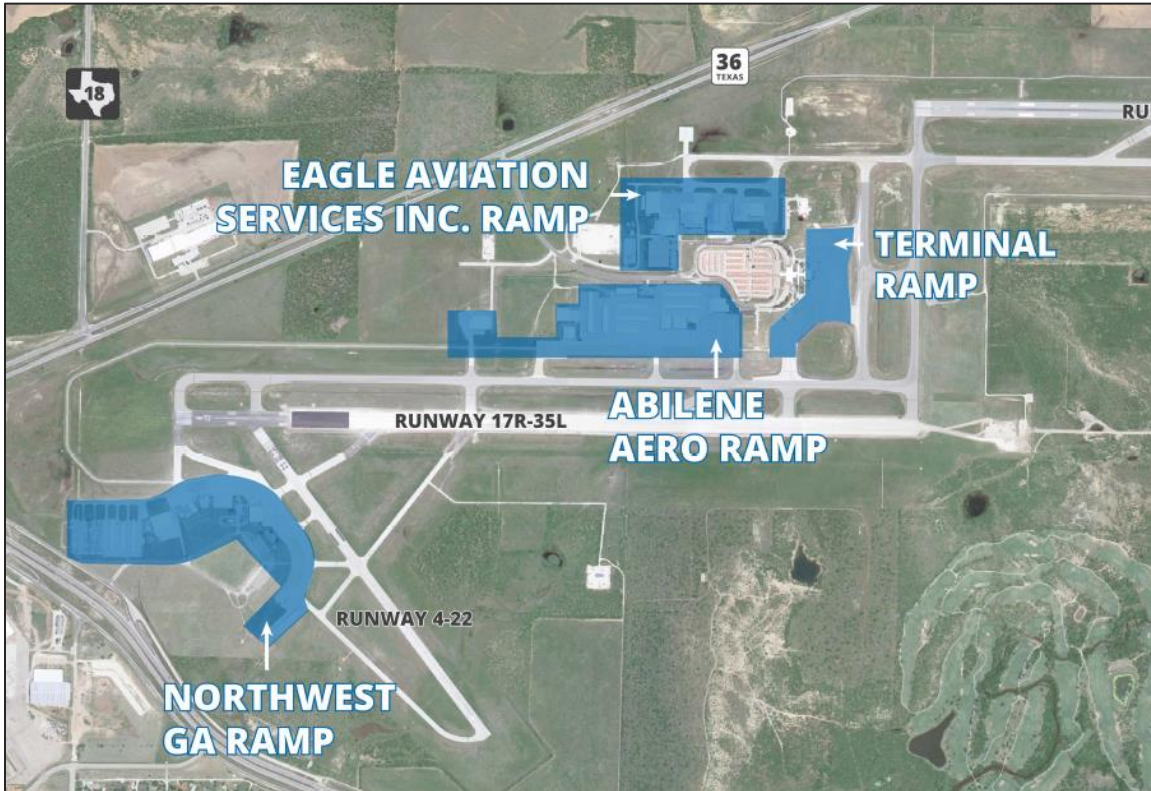 36
TEXAS
18
RU
EAGLE AVIATION
SERVICES INC. RAMP
TERMINAL
RAMP
ABILENE
AERO RAMP
RUNWAY 17R-35L
RUNWAY 4-22
NORTHWEST
GA RAMP